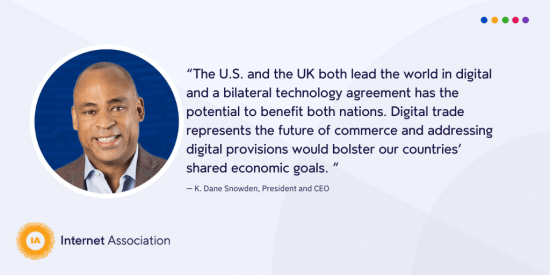 “The U.S. and the UK both lead the world in digital
and a bilateral technology agreement has the
potential to benefit both nations. Digital trade
represents the future of commerce and addressing
digital provisions would bolster our countries’
shared economic goals. ”
— K. Dane Snowden, President and CEO
IA
Internet Association